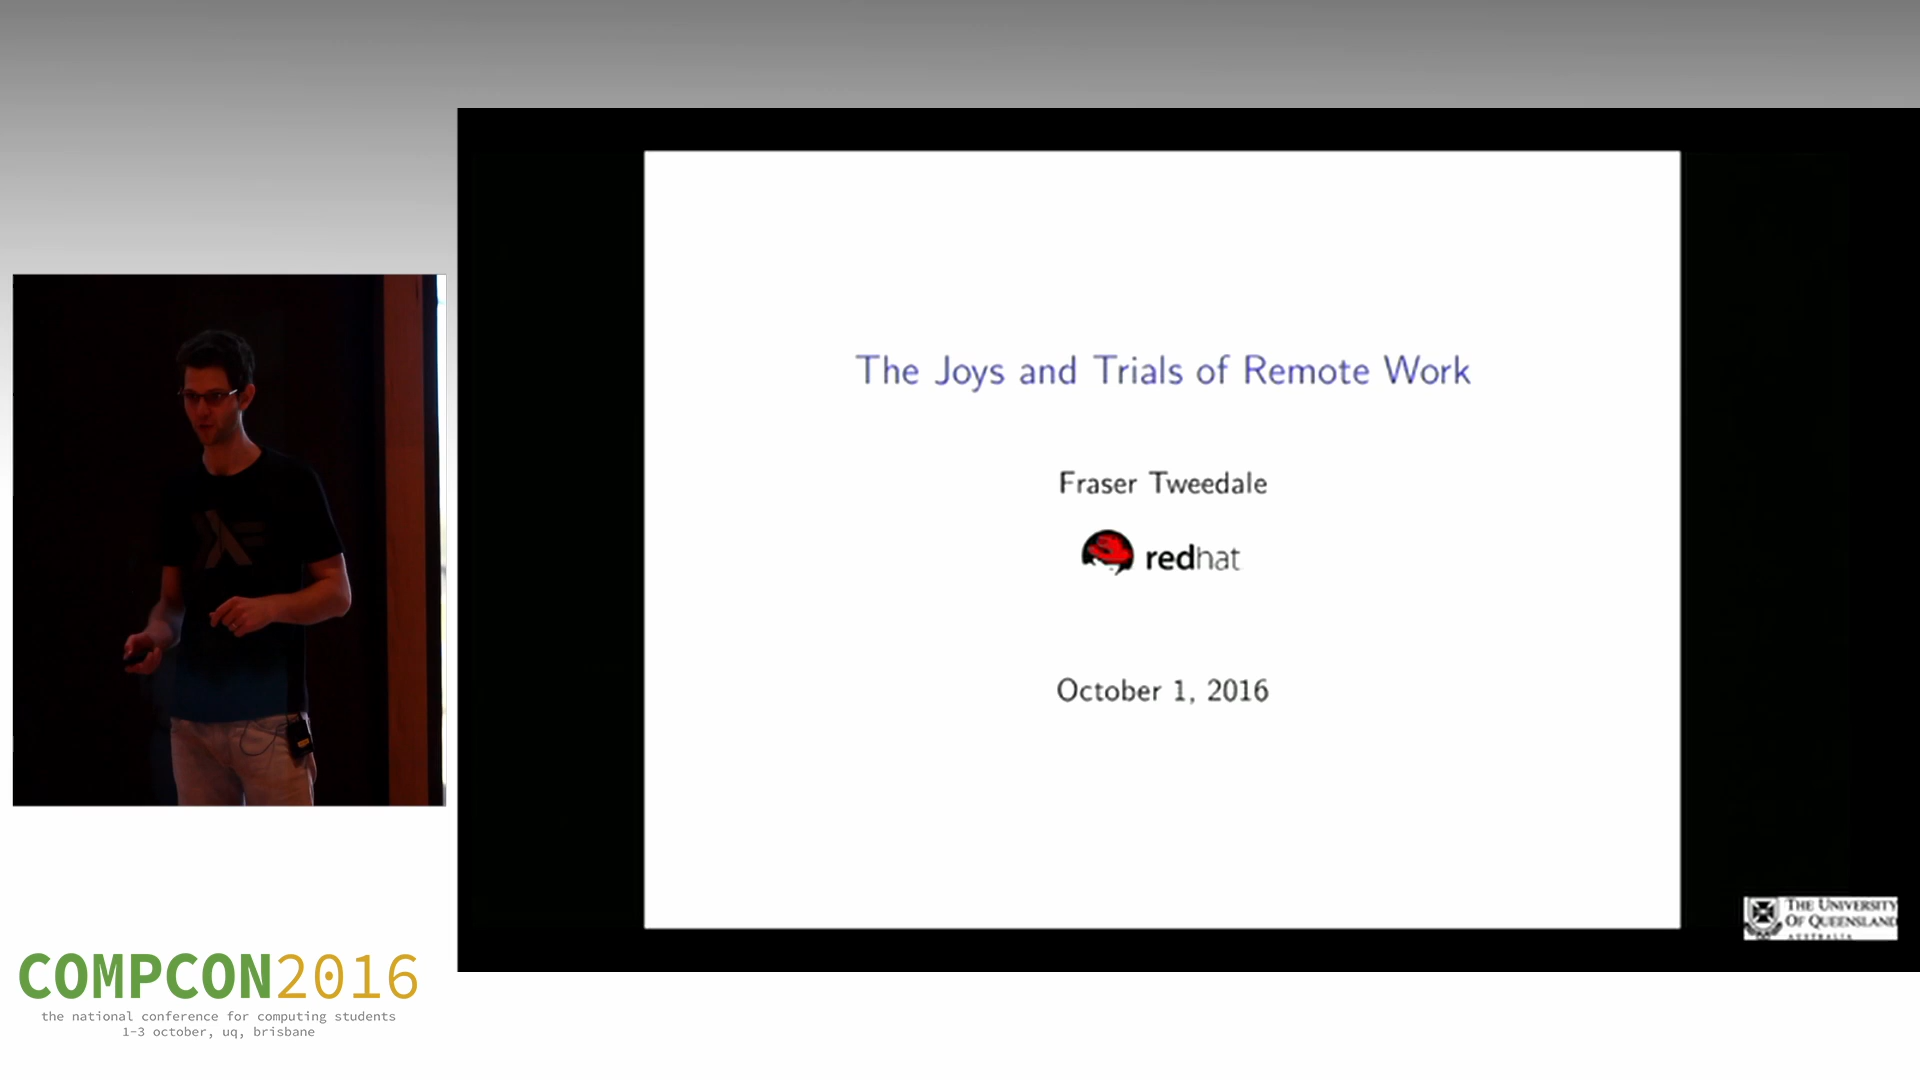 The Joys and Trials of Remote Work
Fraser Tweedale
redhat
October 1, 2016
THE UNIVERSITY
OF QUEENSLAND
AUSTRALIA
COMPCON2016
the national conference for computing students
1-3 october, uq, brisbane